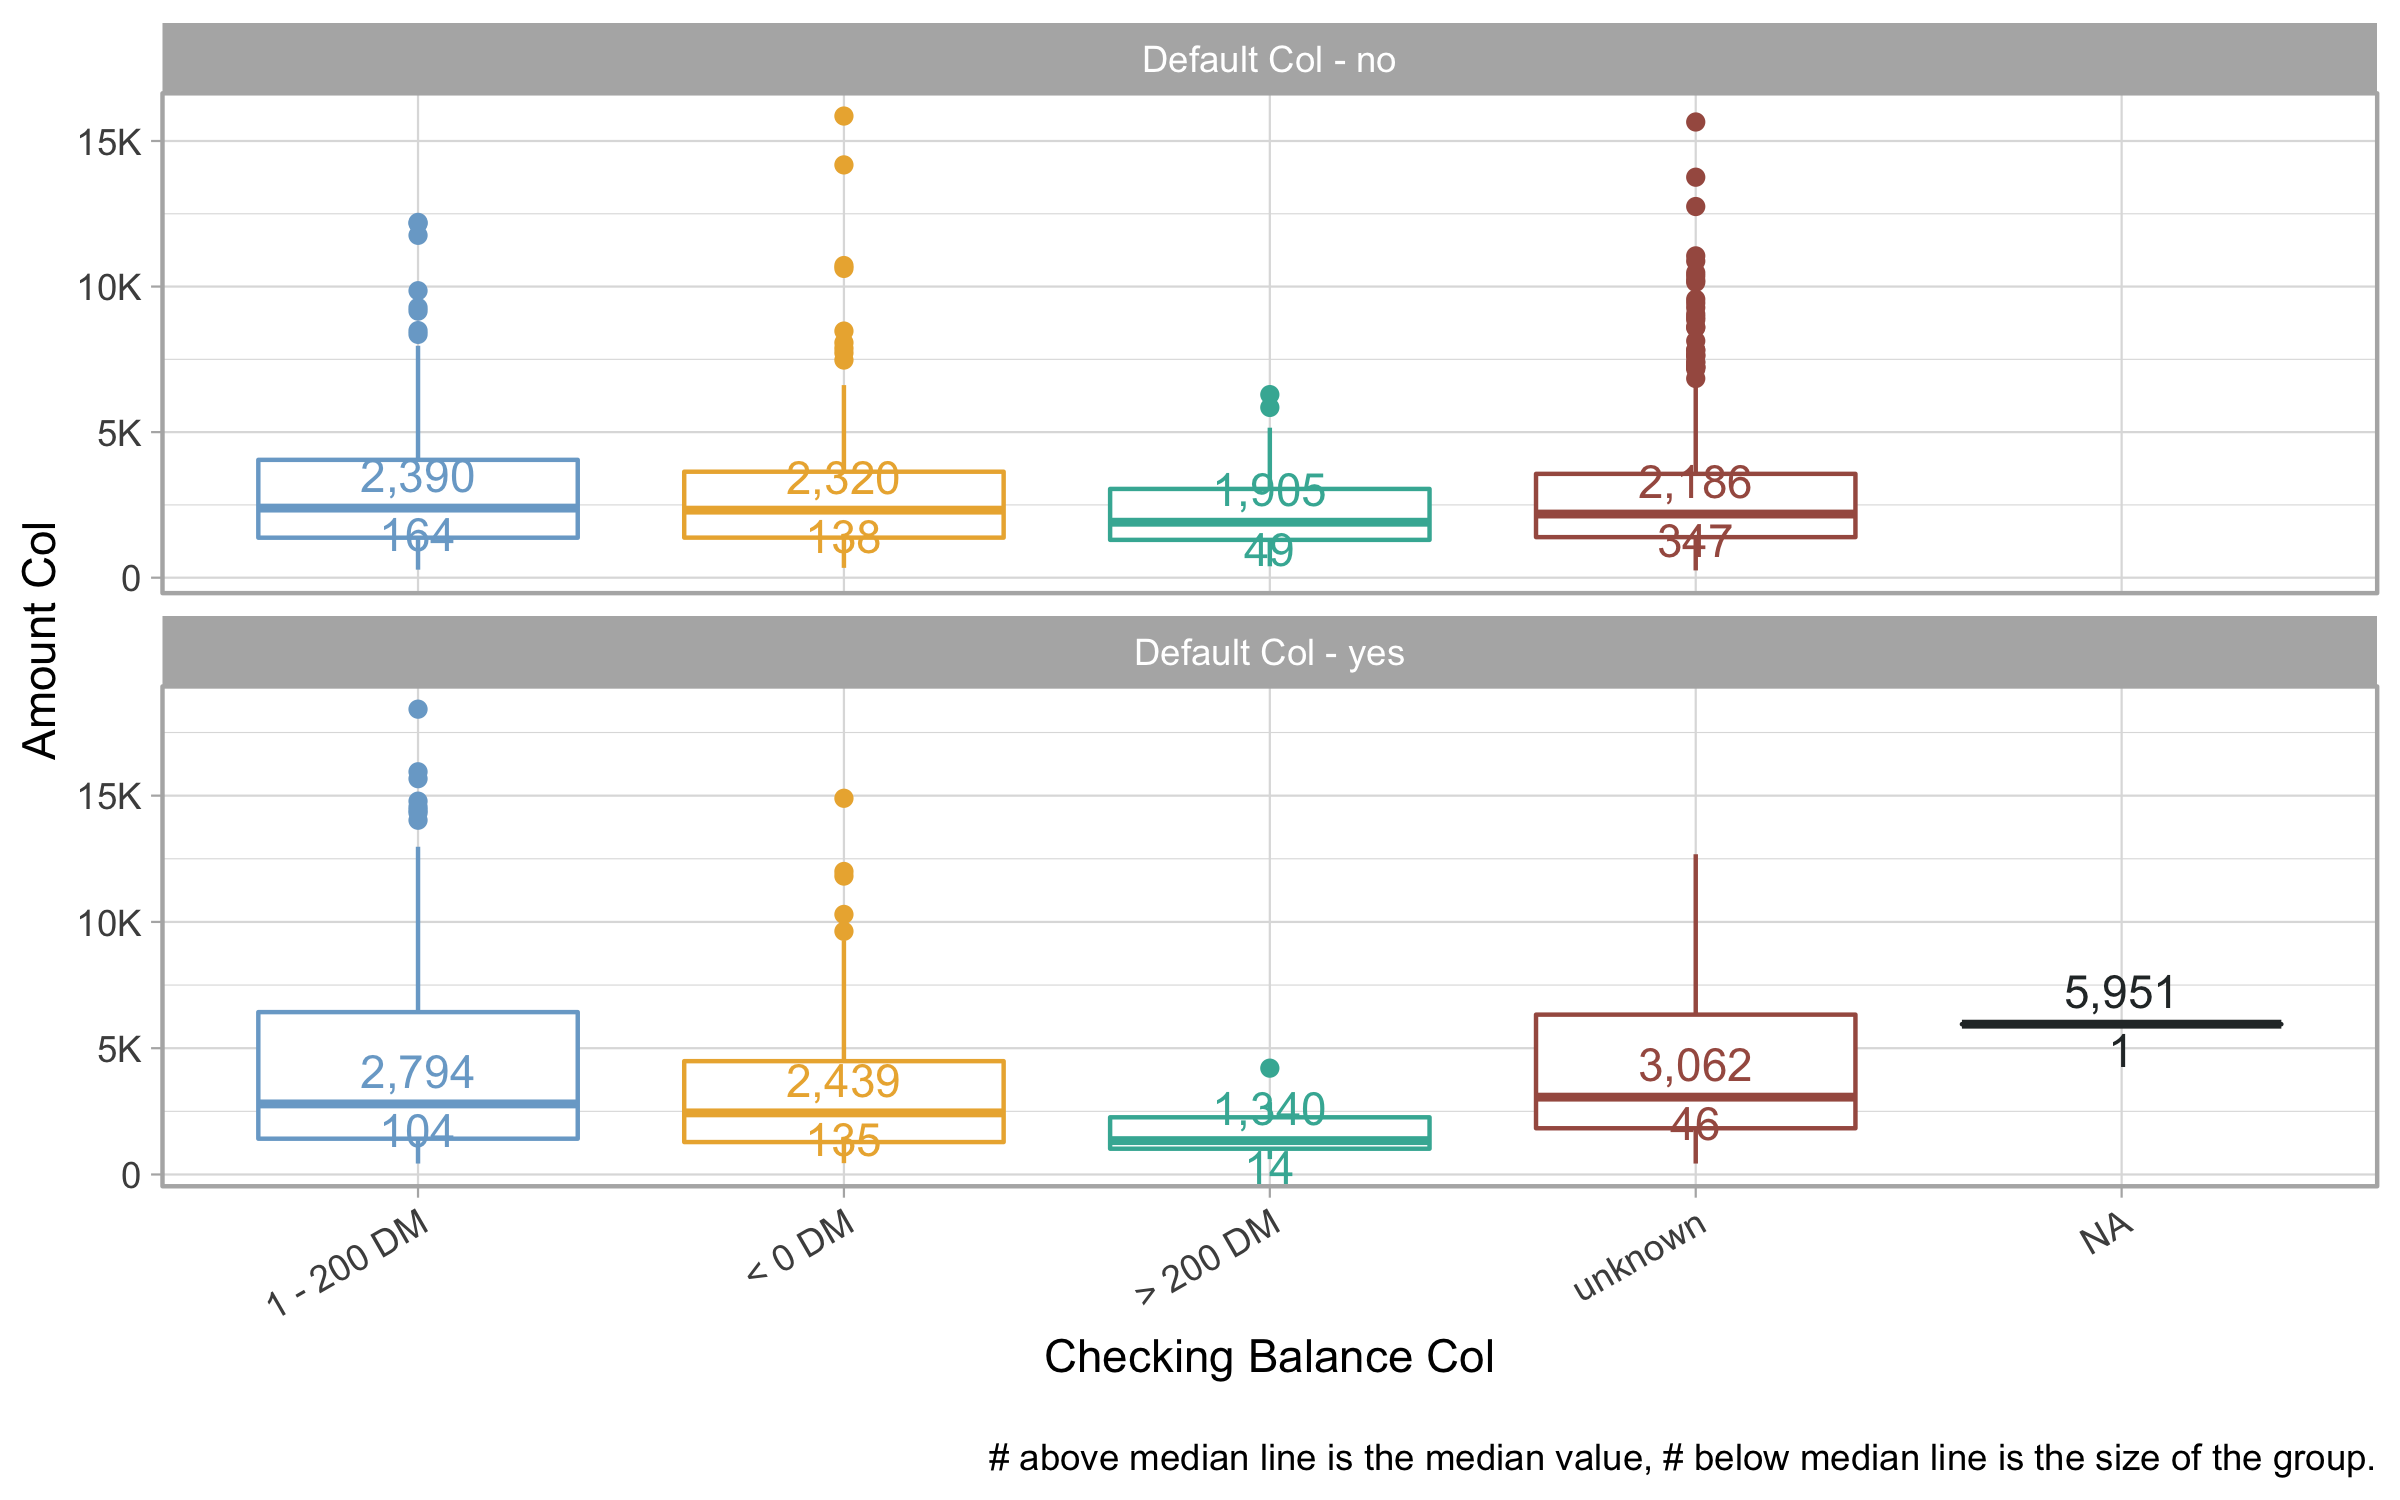 Default Col - no
15K
10K
5K
0
2,390
164
2,320
138
1,905
49
2,186
347
Amount Col
Default Col - yes
15K
10K
5K
0
2,794
104
2,439
135
1,340
14
3,062
46
5,951
1
1 - 200 DM
< 0 DM
> 200 DM
unknown
NA
Checking Balance Col
# above median line is the median value, # below median line is the size of the group.